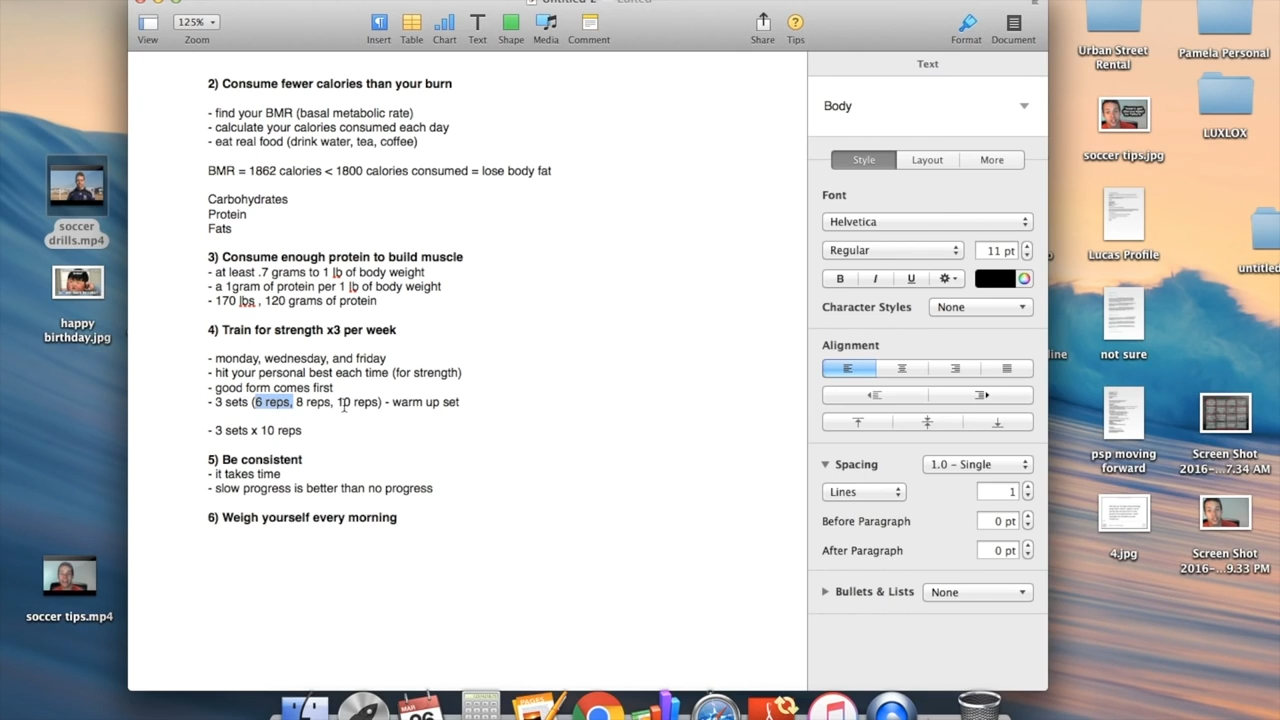 Untitled 2 — Edited
View
125%
Zoom
Insert
Table
Chart
Text
Shape
Media
Comment
Share
Tips
Format
Document
2) Consume fewer calories than your burn
- find your BMR (basal metabolic rate)
- calculate your calories consumed each day
- eat real food (drink water, tea, coffee)
BMR = 1862 calories < 1800 calories consumed = lose body fat
Carbohydrates
Protein
Fats
3) Consume enough protein to build muscle
- at least .7 grams to 1 lb of body weight
- a 1gram of protein per 1 lb of body weight
- 170 lbs , 120 grams of protein
4) Train for strength x3 per week
- monday, wednesday, and friday
- hit your personal best each time (for strength)
- good form comes first
- 3 sets (6 reps, 8 reps, 10 reps) - warm up set
- 3 sets x 10 reps
5) Be consistent
- it takes time
- slow progress is better than no progress
6) Weigh yourself every morning
Text
Body
Style
Layout
More
Font
Helvetica
Regular
11 pt
B
I
U
Character Styles
None
Alignment
Spacing
1.0 – Single
Lines
1
Before Paragraph
0 pt
After Paragraph
0 pt
Bullets & Lists
None
soccer
drills.mp4
happy
birthday.jpg
soccer tips.mp4
Urban Street
Rental
Pamela Personal
soccer tips.jpg
LUXLOX
Lucas Profile
untitled
line
not sure
psp moving
forward
Screen Shot
2016-...7.34 AM
4.jpg
Screen Shot
2016-...9.33 PM
MAR
26
PAGES